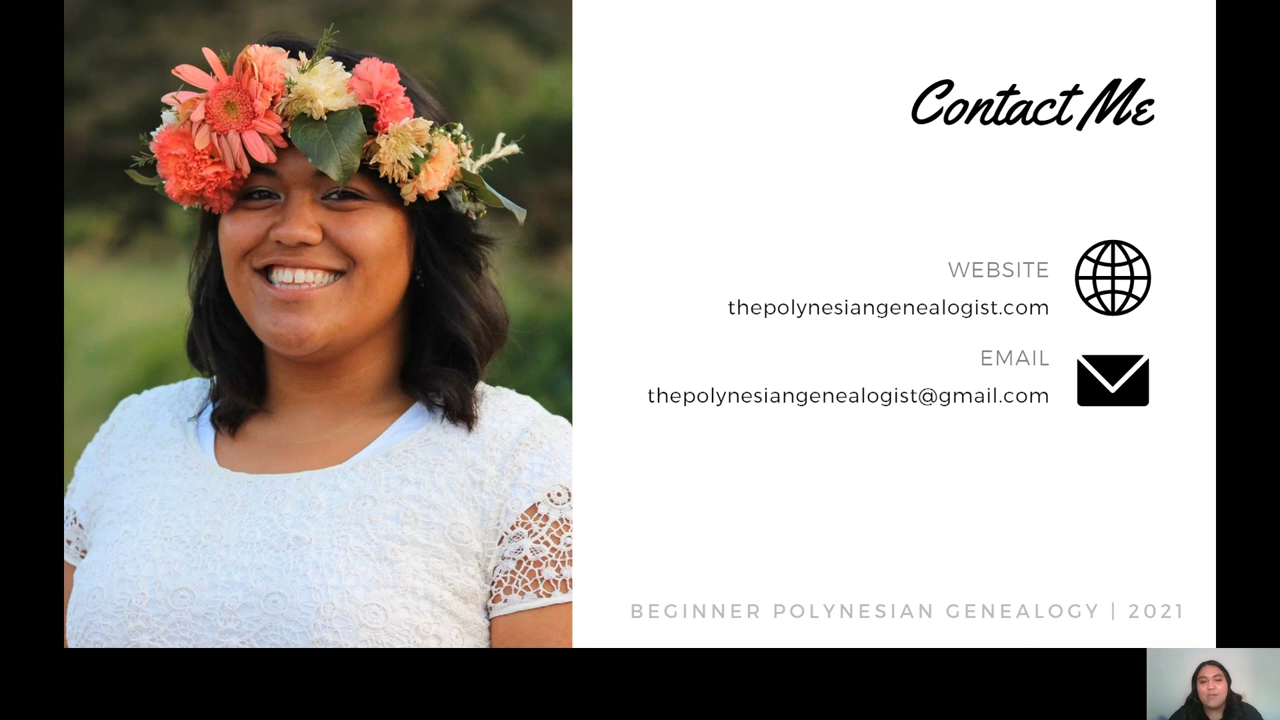 Contact Me
WEBSITE
thepolynesiangenealogist.com
EMAIL
thepolynesiangenealogist@gmail.com
BEGINNER POLYNESIAN GENEALOGY | 2021